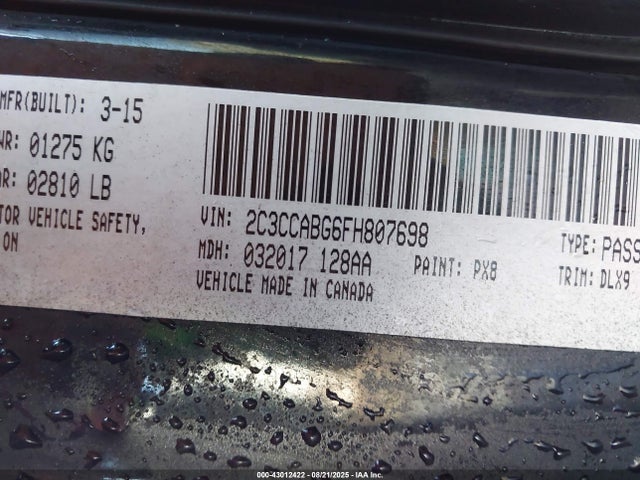 MFR(BUILT): 3-15
WR: 01275 KG
R: 02810 LB
TOR VEHICLE SAFETY,
ON
VIN: 2C3CCABG6FH807698
TYPE: PASS
MDH: 032017 128AA
PAINT: PX8
TRIM: DLX9
VEHICLE MADE IN CANADA
000-43012422 - 08/21/2025 - IAA Inc.